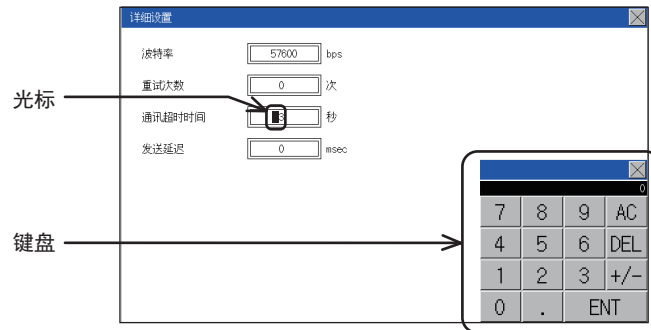 详细设置
波特率 57600 bps
重试次数 0 次
光标
通讯超时时间 3 秒
发送延迟 0 msec
0
7 8 9 AC
键盘
4 5 6 DEL
1 2 3 +/-
0 . ENT